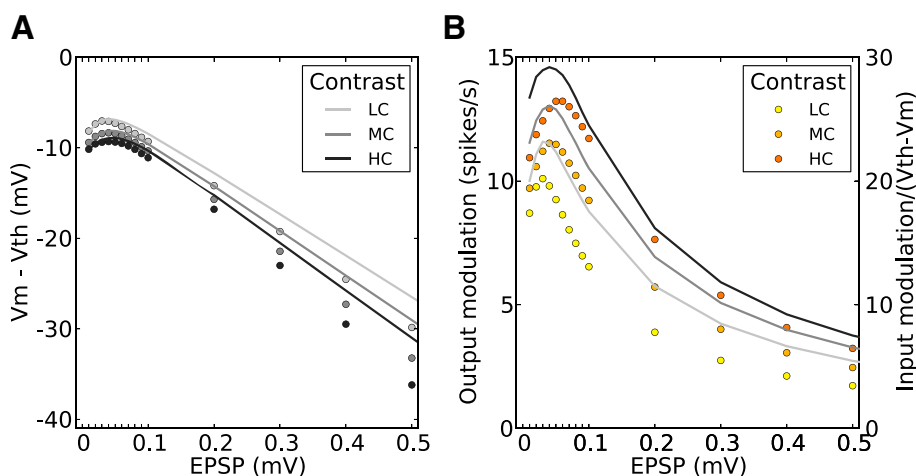 A
Vm - Vth (mV)
0
-10
-20
-30
-40
0
0.1
0.2
0.3
0.4
0.5
EPSP (mV)
Contrast
LC
MC
HC
B
Output modulation (spikes/s)
15
10
5
0
0
0.1
0.2
0.3
0.4
0.5
EPSP (mV)
Contrast
LC
MC
HC
30
20
10
0
Input modulation/(Vth-Vm)